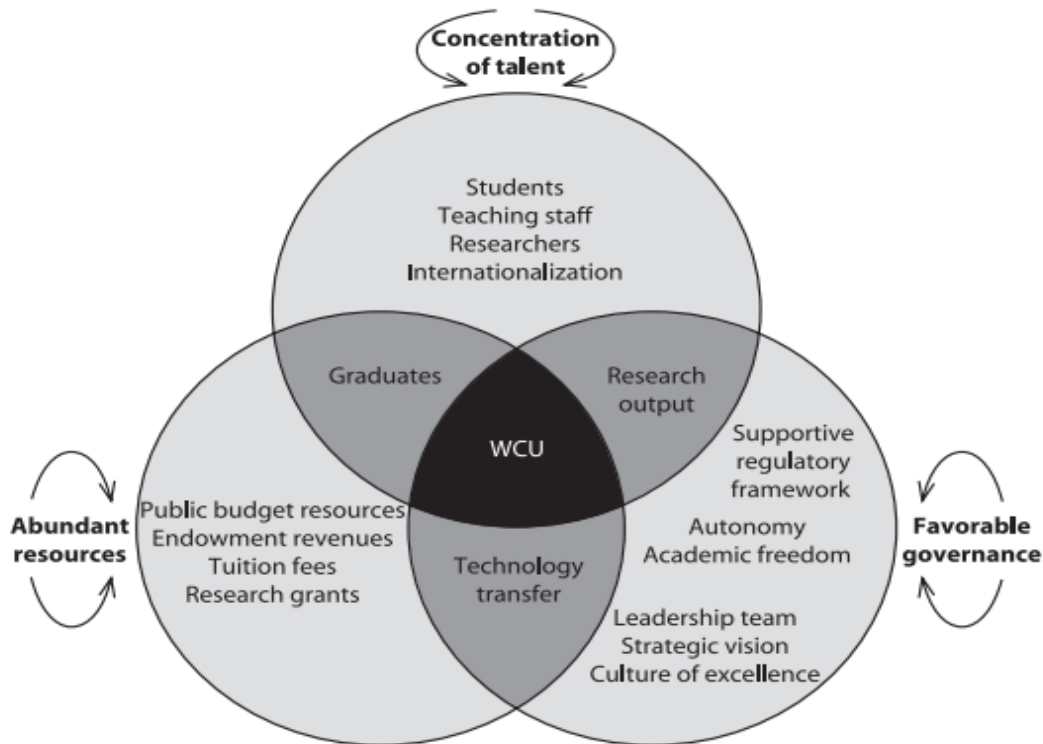 Concentration
of talent
Students
Teaching staff
Researchers
Internationalization
Graduates
Research
output
WCU
Supportive
regulatory
framework
Autonomy
Academic freedom
Leadership team
Strategic vision
Culture of excellence
Favorable
governance
Abundant
resources
Public budget resources
Endowment revenues
Tuition fees
Research grants
Technology
transfer